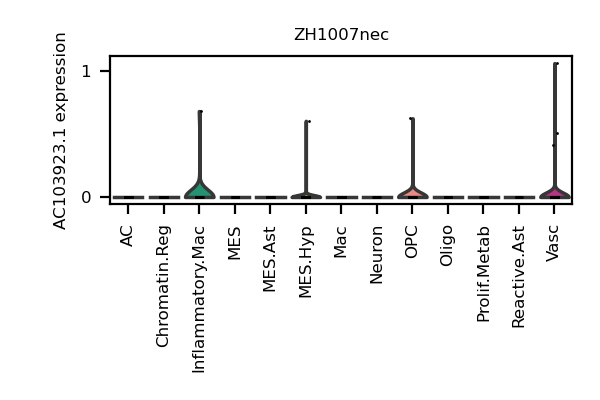 ZH1007nec
AC103923.1 expression
1
0
AC
Chromatin.Reg
Inflammatory.Mac
MES
MES.Ast
MES.Hyp
Mac
Neuron
OPC
Oligo
Prolif.Metab
Reactive.Ast
Vasc